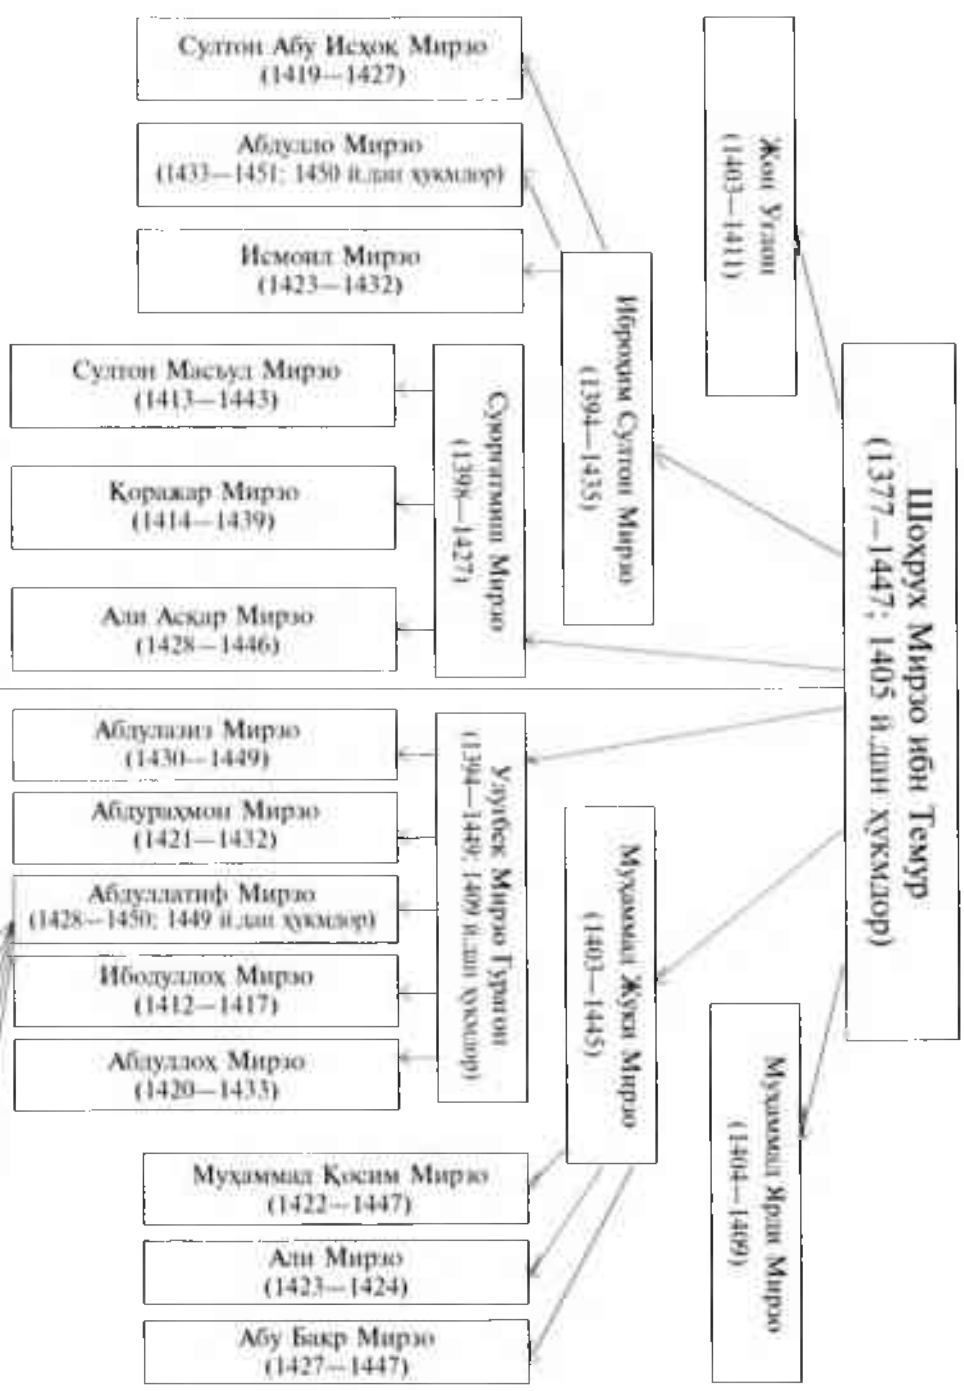 Шоҳрух Мирзо ибн Темур
(1377—1447; 1405 й.дан ҳукмдор)
Жон Углон
(1403—1411)
Иброҳим Султон Мирзо
(1394—1435)
Султон Абу Исҳоқ Мирзо
(1419—1427)
Абдулло Мирзо
(1433—1451; 1450 й.дан ҳукмдор)
Исмоил Мирзо
(1423—1432)
Суюрғатмиш Мирзо
(1398—1427)
Султон Масъуд Мирзо
(1413—1443)
Қоражар Мирзо
(1414—1439)
Али Асқар Мирзо
(1428—1446)
Улуғбек Мирзо Гурагон
(1394—1449; 1409 й.дан ҳукмдор)
Абдулазиз Мирзо
(1430—1449)
Абдураҳмон Мирзо
(1421—1432)
Абдуллатиф Мирзо
(1428—1450; 1449 й.дан ҳукмдор)
Ибодуллоҳ Мирзо
(1412—1417)
Абдуллоҳ Мирзо
(1420—1433)
Муҳаммад Жуки Мирзо
(1403—1445)
Муҳаммад Қосим Мирзо
(1422—1447)
Али Мирзо
(1423—1424)
Абу Бакр Мирзо
(1427—1447)
Муҳаммад Ярди Мирзо
(1404—1409)